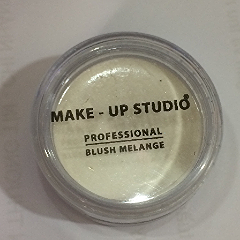 MAKE - UP STUDIO®
PROFESSIONAL
BLUSH MELANGE